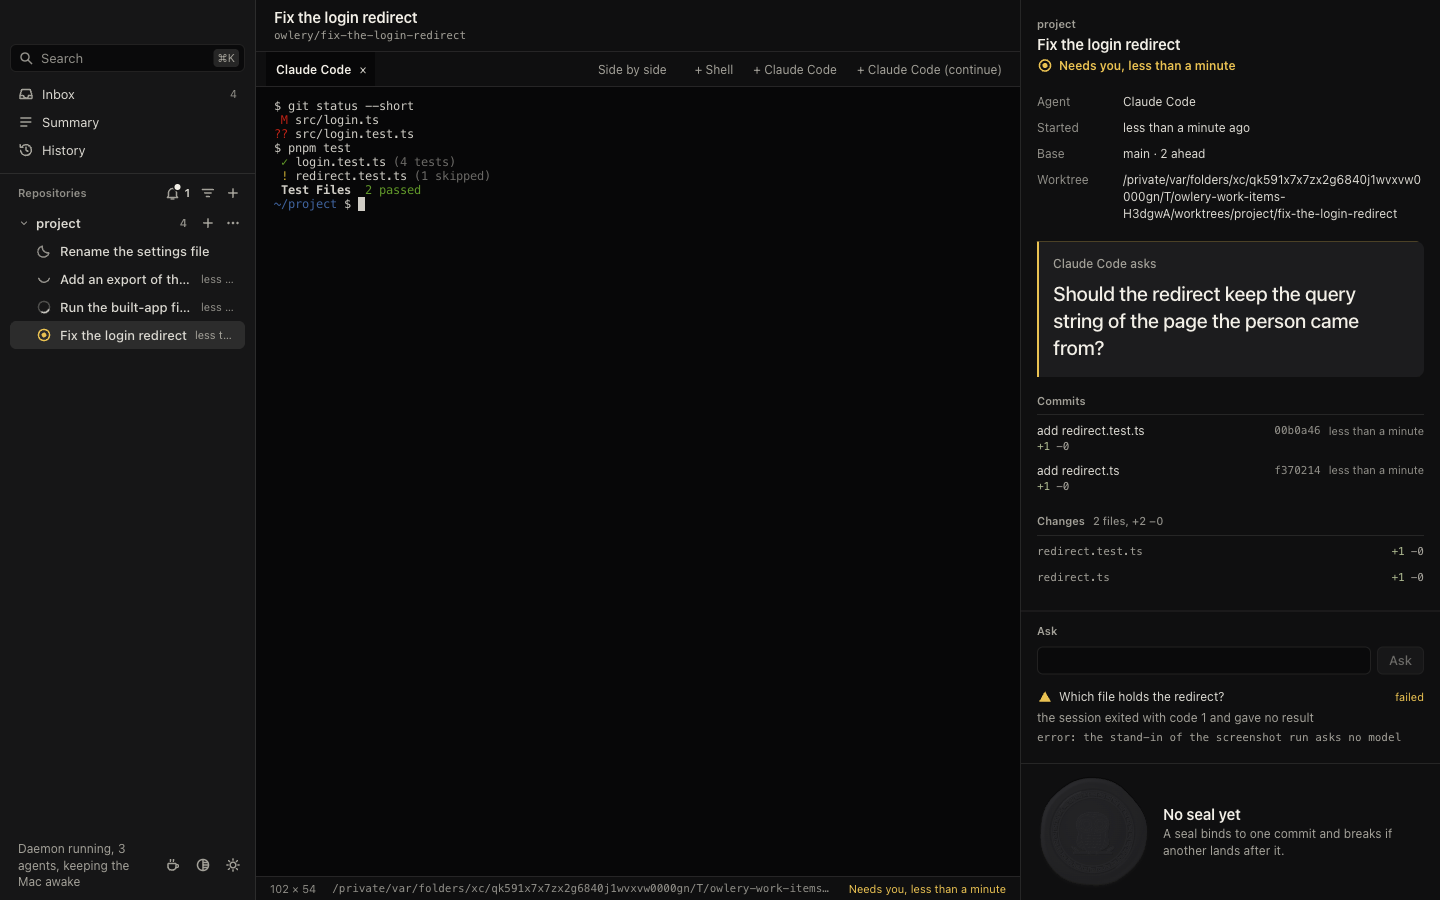 Search ⌘K
Inbox 4
Summary
History
Repositories 1
project 4
Rename the settings file
Add an export of th... less ...
Run the built-app fi... less ...
Fix the login redirect less t...
Daemon running, 3
agents, keeping the
Mac awake
Fix the login redirect
owlery/fix-the-login-redirect
Claude Code × Side by side + Shell + Claude Code + Claude Code (continue)
$ git status --short
M src/login.ts
?? src/login.test.ts
$ pnpm test
✓ login.test.ts (4 tests)
! redirect.test.ts (1 skipped)
Test Files 2 passed
~/project $
102 × 54 /private/var/folders/xc/qk591x7x7zx2g6840j1wvxvw0000gn/T/owlery-work-items… Needs you, less than a minute
project
Fix the login redirect
Needs you, less than a minute
Agent Claude Code
Started less than a minute ago
Base main · 2 ahead
Worktree /private/var/folders/xc/qk591x7x7zx2g6840j1wvxvw0
000gn/T/owlery-work-items-
H3dgwA/worktrees/project/fix-the-login-redirect
Claude Code asks
Should the redirect keep the query
string of the page the person came
from?
Commits
add redirect.test.ts 00b0a46 less than a minute
+1 −0
add redirect.ts f370214 less than a minute
+1 −0
Changes 2 files, +2 −0
redirect.test.ts +1 −0
redirect.ts +1 −0
Ask
Ask
Which file holds the redirect? failed
the session exited with code 1 and gave no result
error: the stand-in of the screenshot run asks no model
No seal yet
A seal binds to one commit and breaks if
another lands after it.